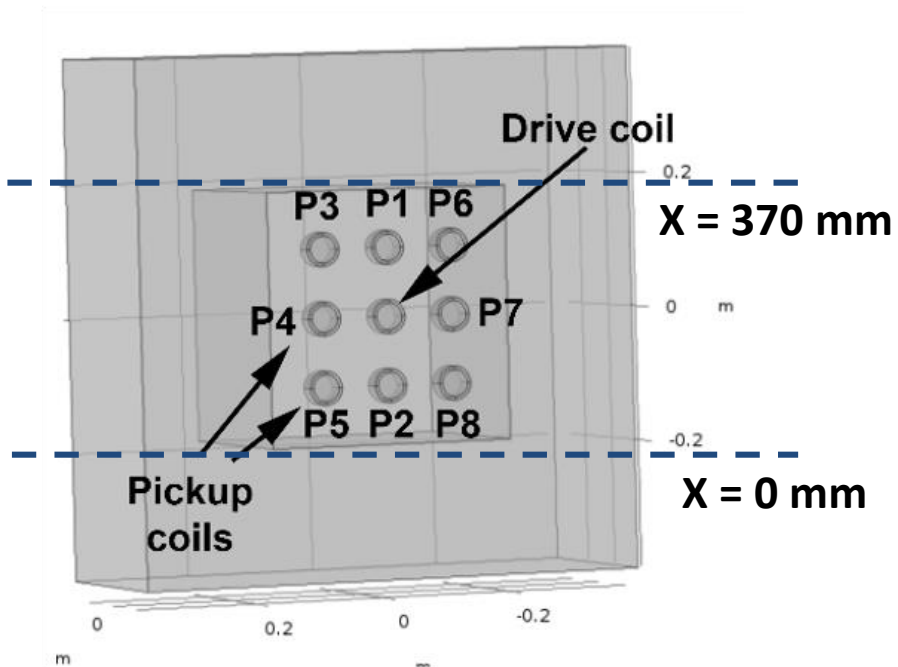 Drive coil
0.2
P3 P1 P6
X = 370 mm
P4 P7
0 m
P5 P2 P8
-0.2
Pickup
coils
X = 0 mm
0 0.2 0 -0.2
m